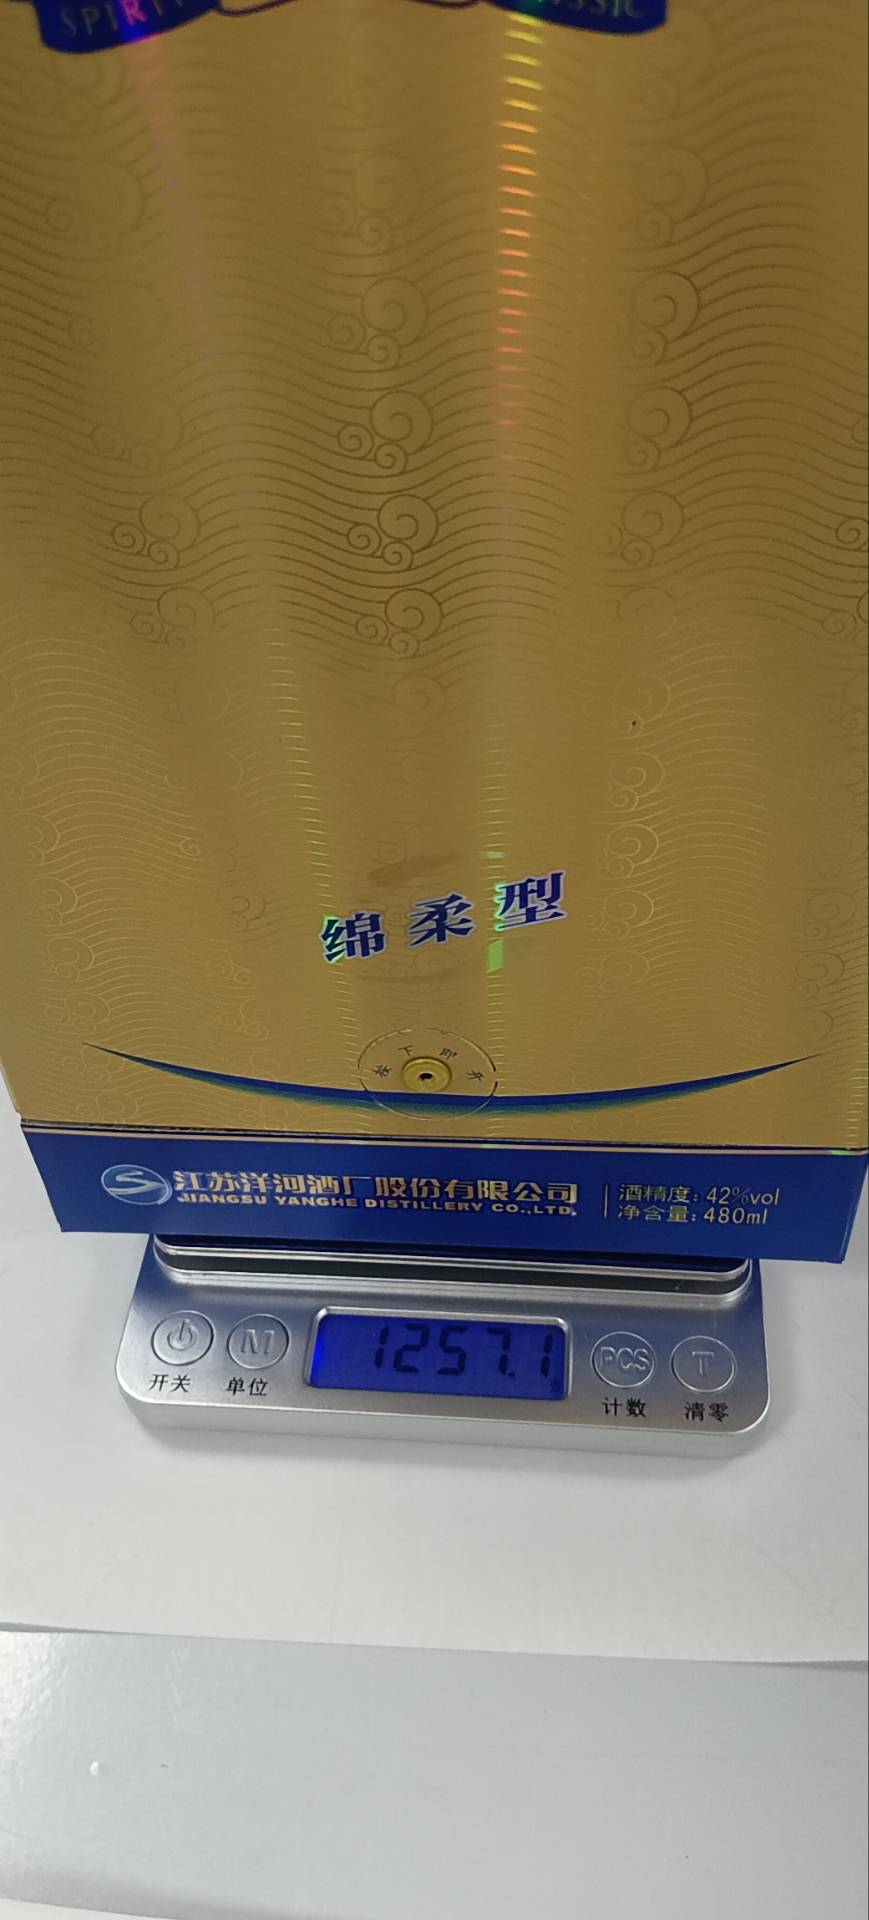 SPIRIT
SSIC
绵柔型
按下即开
江苏洋河酒厂股份有限公司
JIANGSU YANGHE DISTILLERY CO.,LTD.
酒精度: 42%vol
净含量: 480ml
1257.1
M
PCS
T
开关
单位
计数
清零